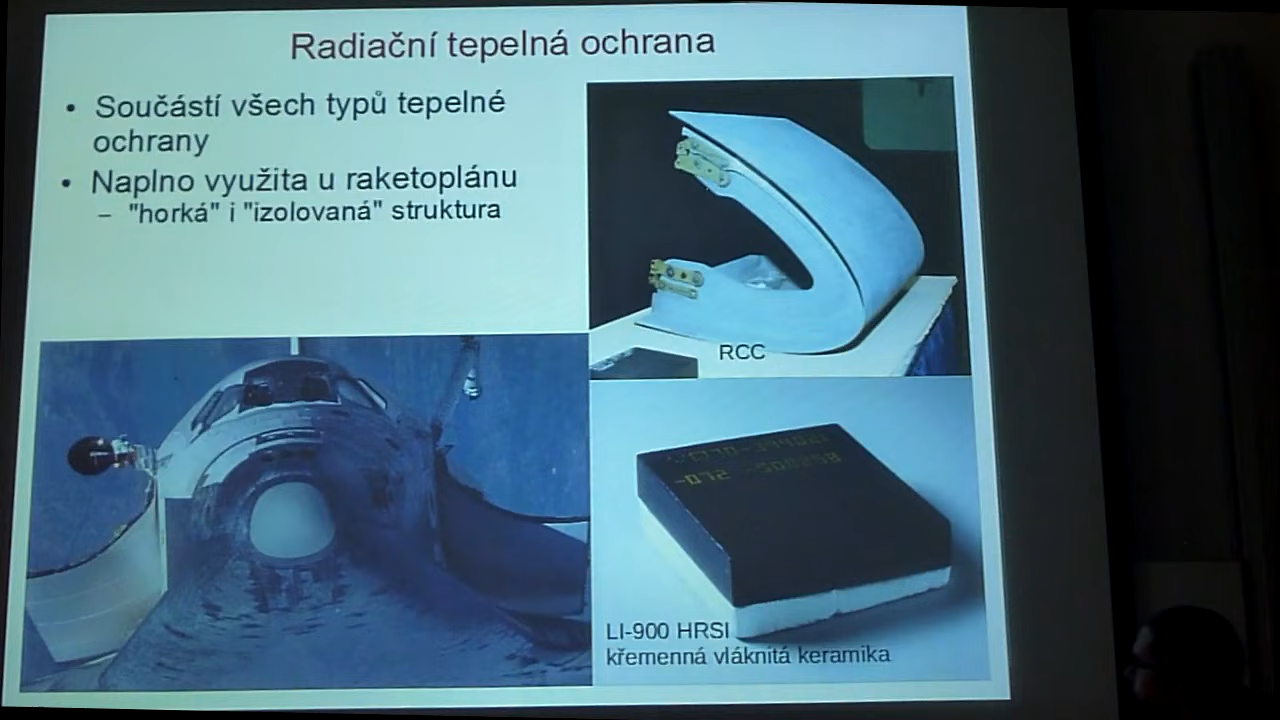 Radiační tepelná ochrana
• Součástí všech typů tepelné
ochrany
• Naplno využita u raketoplánu
– "horká" i "izolovaná" struktura
RCC
LI-900 HRSI
křemenná vláknitá keramika